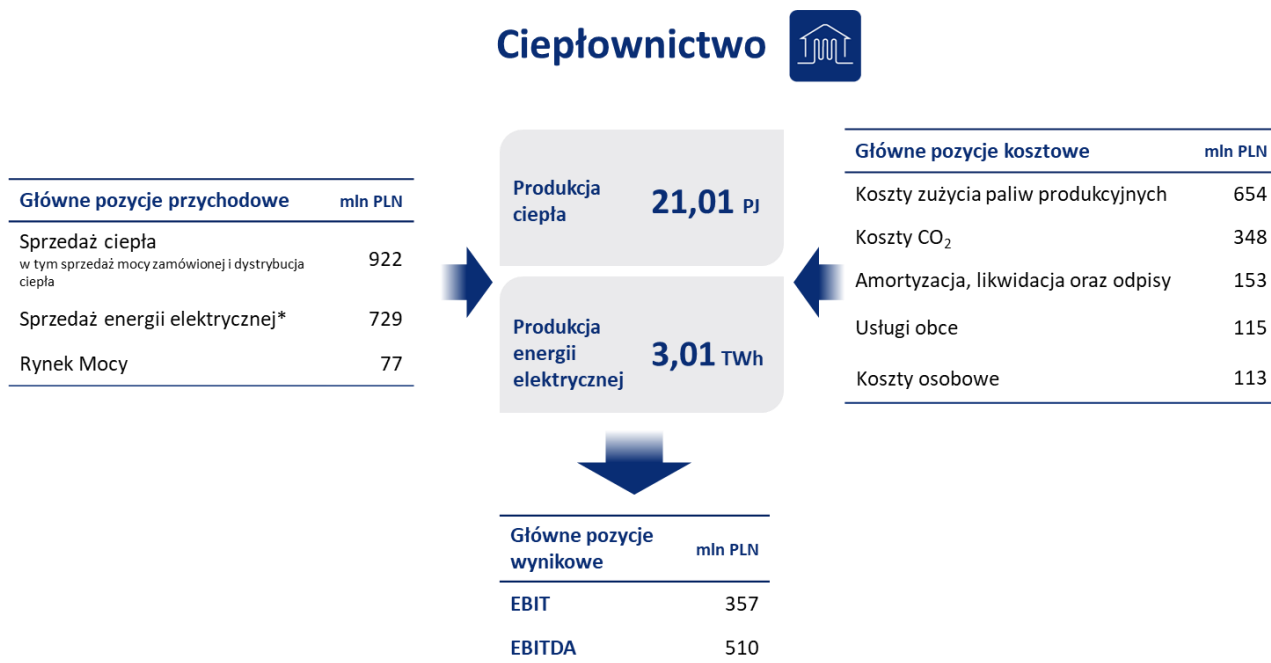 Ciepłownictwo
Główne pozycje przychodowe mln PLN
Sprzedaż ciepła 922
w tym sprzedaż mocy zamówionej i dystrybucja
ciepła
Sprzedaż energii elektrycznej* 729
Rynek Mocy 77
Produkcja
ciepła
21,01 PJ
Produkcja
energii
elektrycznej
3,01 TWh
Główne pozycje kosztowe mln PLN
Koszty zużycia paliw produkcyjnych 654
Koszty CO₂ 348
Amortyzacja, likwidacja oraz odpisy 153
Usługi obce 115
Koszty osobowe 113
Główne pozycje
wynikowe
mln PLN
EBIT 357
EBITDA 510